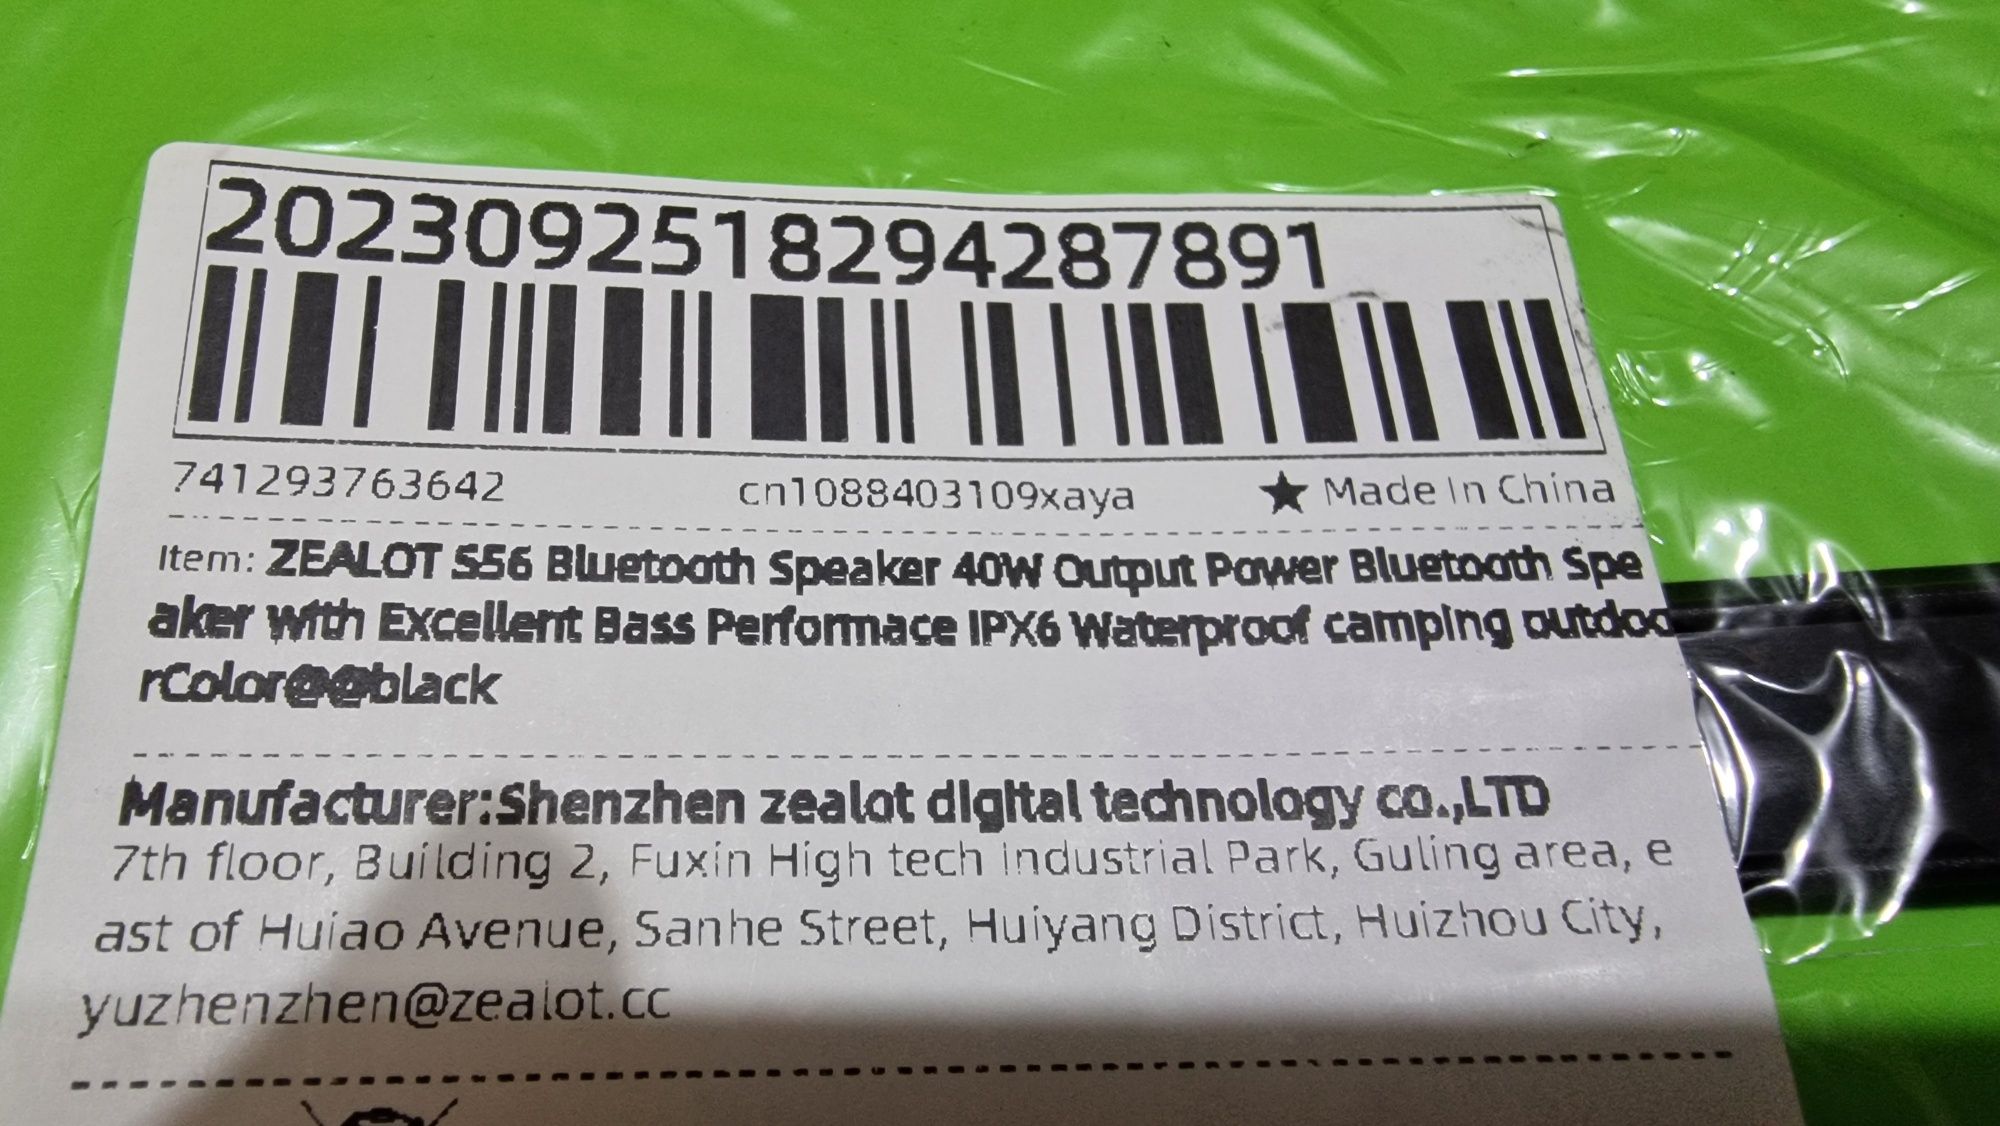 2023092518294287891
741293763642 cn1088403109xaya ★ Made In China
Item: ZEALOT S56 Bluetooth Speaker 40W Output Power Bluetooth Spe
aker with Excellent Bass Performace IPX6 Waterproof camping outdoo
rColor@@black
Manufacturer:Shenzhen zealot digital technology co.,LTD
7th floor, Building 2, Fuxin High tech Industrial Park, Guling area, e
ast of Huiao Avenue, Sanhe Street, Huiyang District, Huizhou City,
yuzhenzhen@zealot.cc